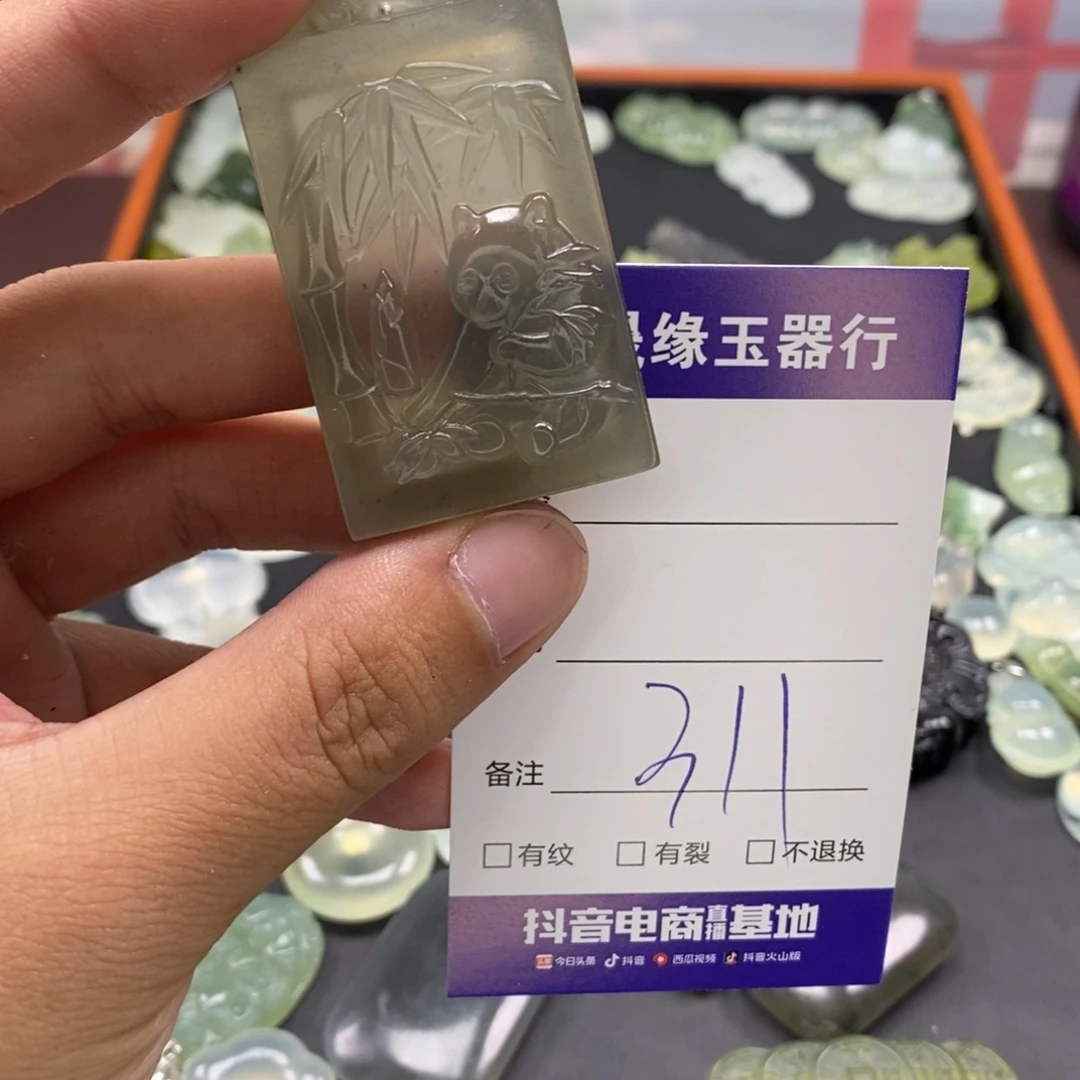 缘玉器行
311
备注
□有纹 □有裂 □不退换
抖音电商直播基地
今日头条 抖音 西瓜视频 抖音火山版